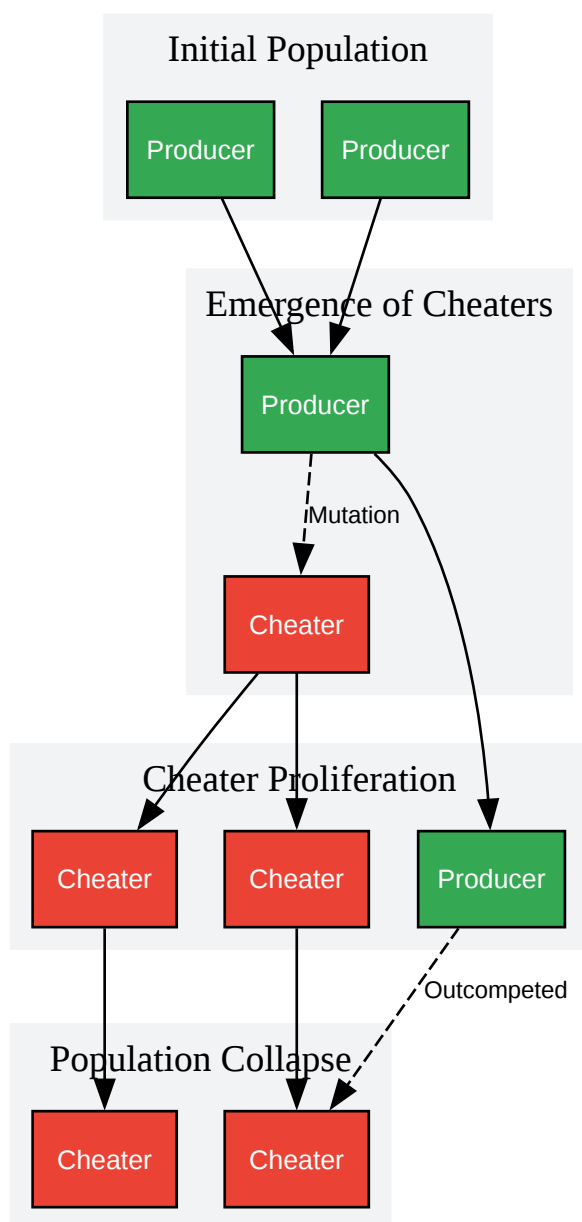 Initial Population
Producer
Producer
Emergence of Cheaters
Producer
Mutation
Cheater
Cheater Proliferation
Cheater
Cheater
Producer
Outcompeted
Population Collapse
Cheater
Cheater